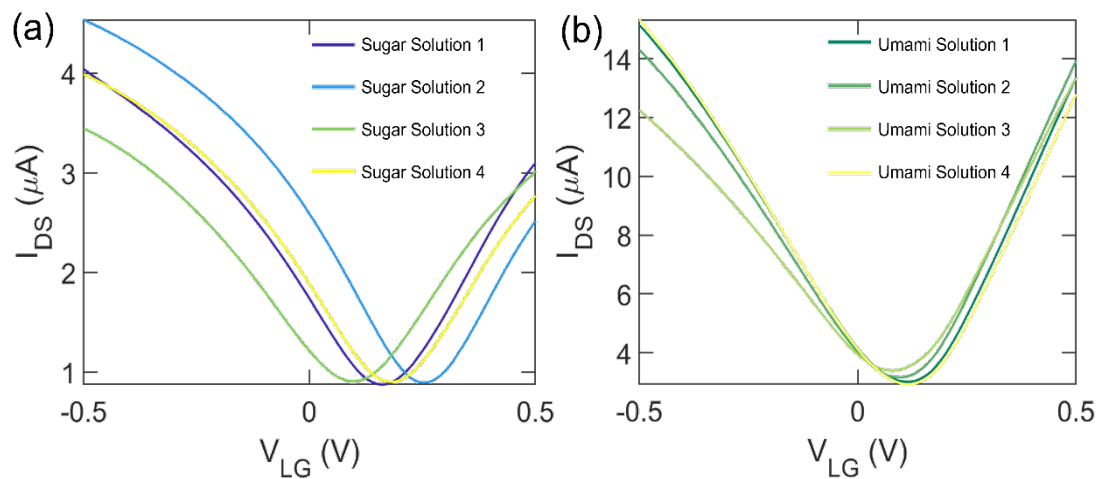 (a)
Sugar Solution 1
Sugar Solution 2
Sugar Solution 3
Sugar Solution 4
4
3
2
1
I_DS (μA)
-0.5
0
0.5
V_LG (V)
(b)
Umami Solution 1
Umami Solution 2
Umami Solution 3
Umami Solution 4
14
12
10
8
6
4
I_DS (μA)
-0.5
0
0.5
V_LG (V)